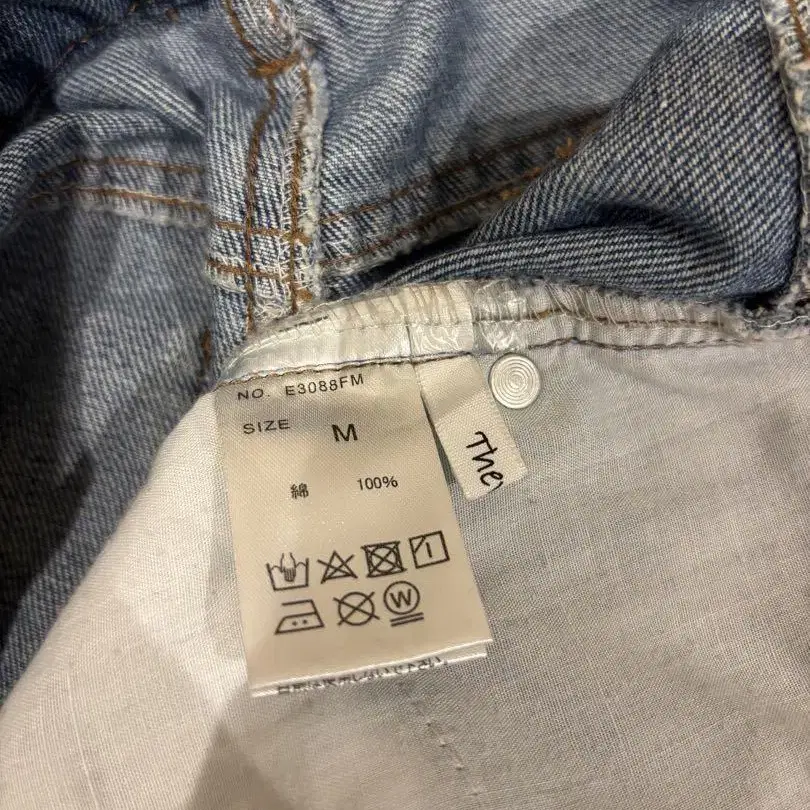 NO. E3088FM
SIZE M
綿 100%
W
The